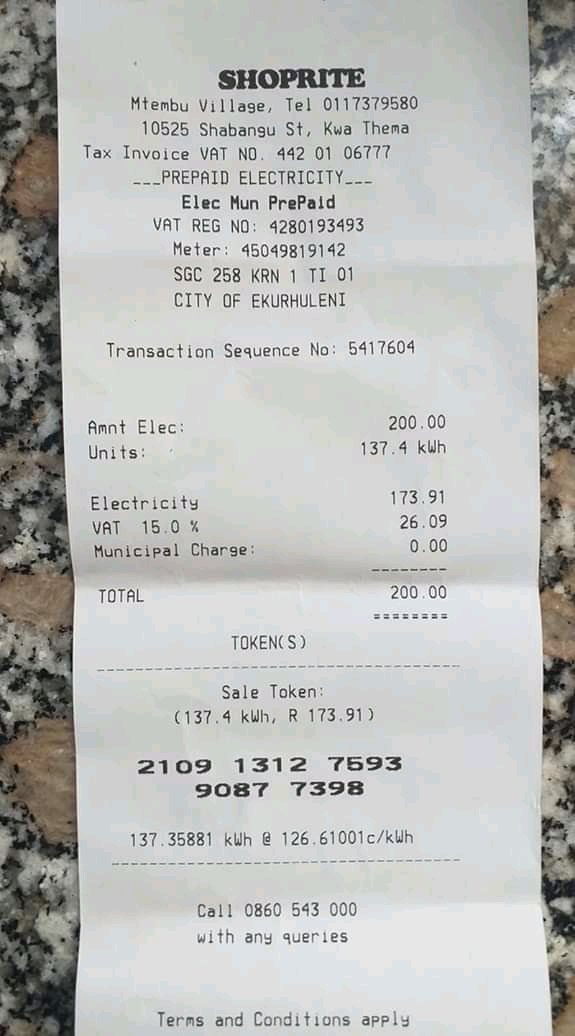 SHOPRITE
Mtembu Village, Tel 0117379580
10525 Shabangu St, Kwa Thema
Tax Invoice VAT NO. 442 01 06777
___PREPAID ELECTRICITY___
Elec Mun PrePaid
VAT REG NO: 4280193493
Meter: 45049819142
SGC 258 KRN 1 TI 01
CITY OF EKURHULENI
Transaction Sequence No: 5417604
Amnt Elec: 200.00
Units: 137.4 kWh
Electricity 173.91
VAT 15.0 % 26.09
Municipal Charge: 0.00
--------
TOTAL 200.00
========
TOKEN(S)
----------------------------------------
Sale Token:
(137.4 kWh, R 173.91)
2109 1312 7593
9087 7398
137.35881 kWh @ 126.61001c/kWh
----------------------------------------
Call 0860 543 000
with any queries
Terms and Conditions apply